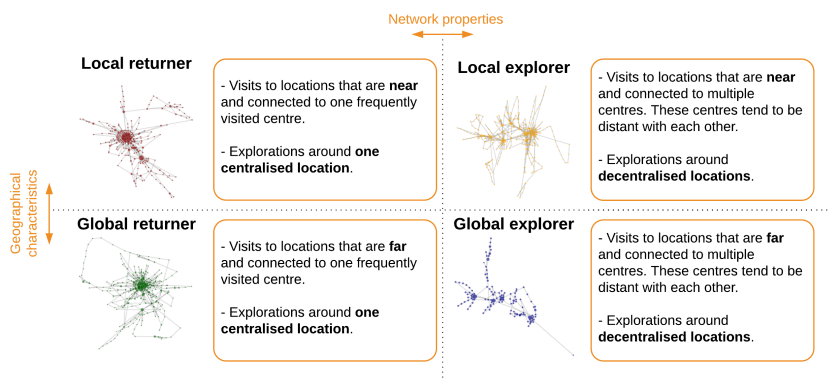 Network properties
Local returner
- Visits to locations that are near
and connected to one frequently
visited centre.
- Explorations around one
centralised location.
Local explorer
- Visits to locations that are near
and connected to multiple
centres. These centres tend to be
distant with each other.
- Explorations around
decentralised locations.
Geographical
characteristics
Global returner
- Visits to locations that are far
and connected to one frequently
visited centre.
- Explorations around one
centralised location.
Global explorer
- Visits to locations that are far
and connected to multiple
centres. These centres tend to be
distant with each other.
- Explorations around
decentralised locations.